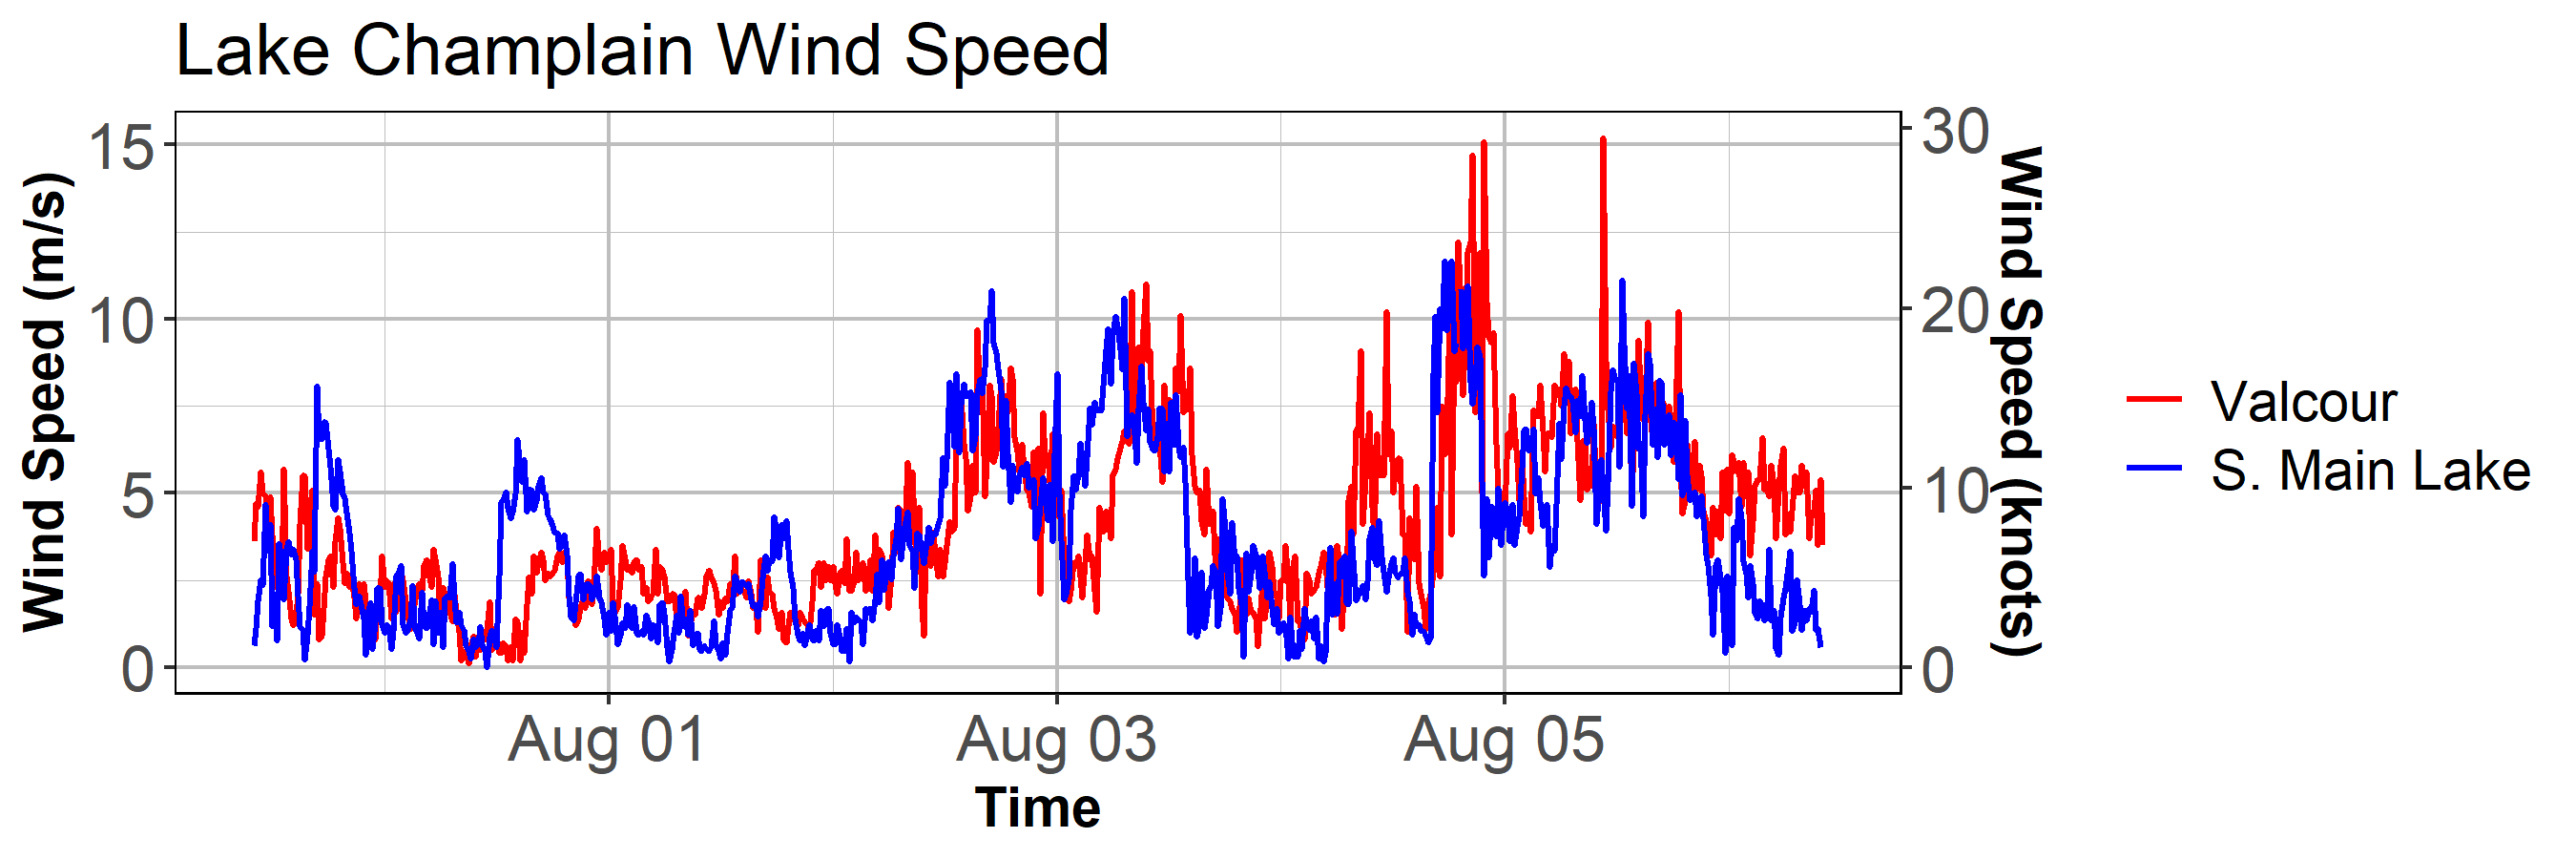 Lake Champlain Wind Speed
Wind Speed (m/s)
15
10
5
0
30
20
10
0
Wind Speed (knots)
Aug 01
Aug 03
Aug 05
Time
Valcour
S. Main Lake